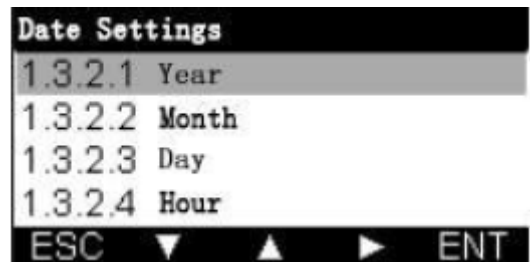 Date Settings
1.3.2.1 Year
1.3.2.2 Month
1.3.2.3 Day
1.3.2.4 Hour
ESC ▼ ▲ ► ENT